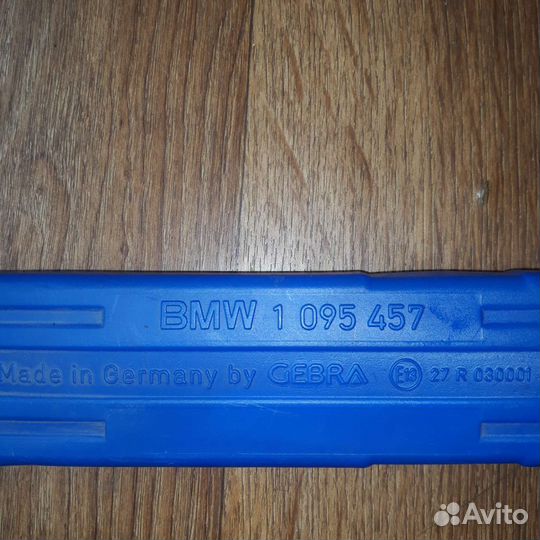 BMW 1 095 457
Made in Germany by GEBRA E13 27 R 030001
Avito